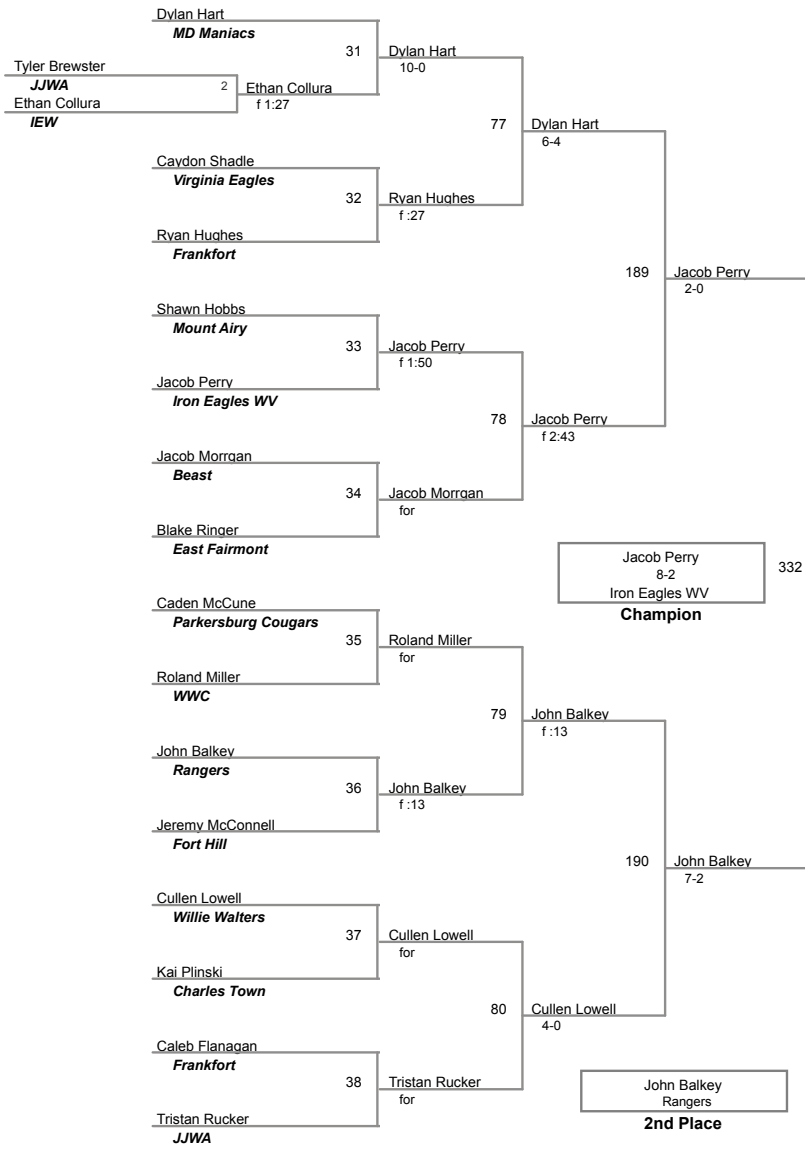 Dylan Hart
MD Maniacs
31
Dylan Hart
10-0
Tyler Brewster
JJWA
2
Ethan Collura
f 1:27
Ethan Collura
IEW
77
Dylan Hart
6-4
Caydon Shadle
Virginia Eagles
32
Ryan Hughes
f :27
Ryan Hughes
Frankfort
189
Jacob Perry
2-0
Shawn Hobbs
Mount Airy
33
Jacob Perry
f 1:50
Jacob Perry
Iron Eagles WV
78
Jacob Perry
f 2:43
Jacob Morrgan
Beast
34
Jacob Morrgan
for
Blake Ringer
East Fairmont
Jacob Perry
8-2
Iron Eagles WV
332
Champion
Caden McCune
Parkersburg Cougars
35
Roland Miller
for
Roland Miller
WWC
79
John Balkey
f :13
John Balkey
Rangers
36
John Balkey
f :13
Jeremy McConnell
Fort Hill
190
John Balkey
7-2
Cullen Lowell
Willie Walters
37
Cullen Lowell
for
Kai Plinski
Charles Town
80
Cullen Lowell
4-0
Caleb Flanagan
Frankfort
38
Tristan Rucker
for
Tristan Rucker
JJWA
John Balkey
Rangers
2nd Place